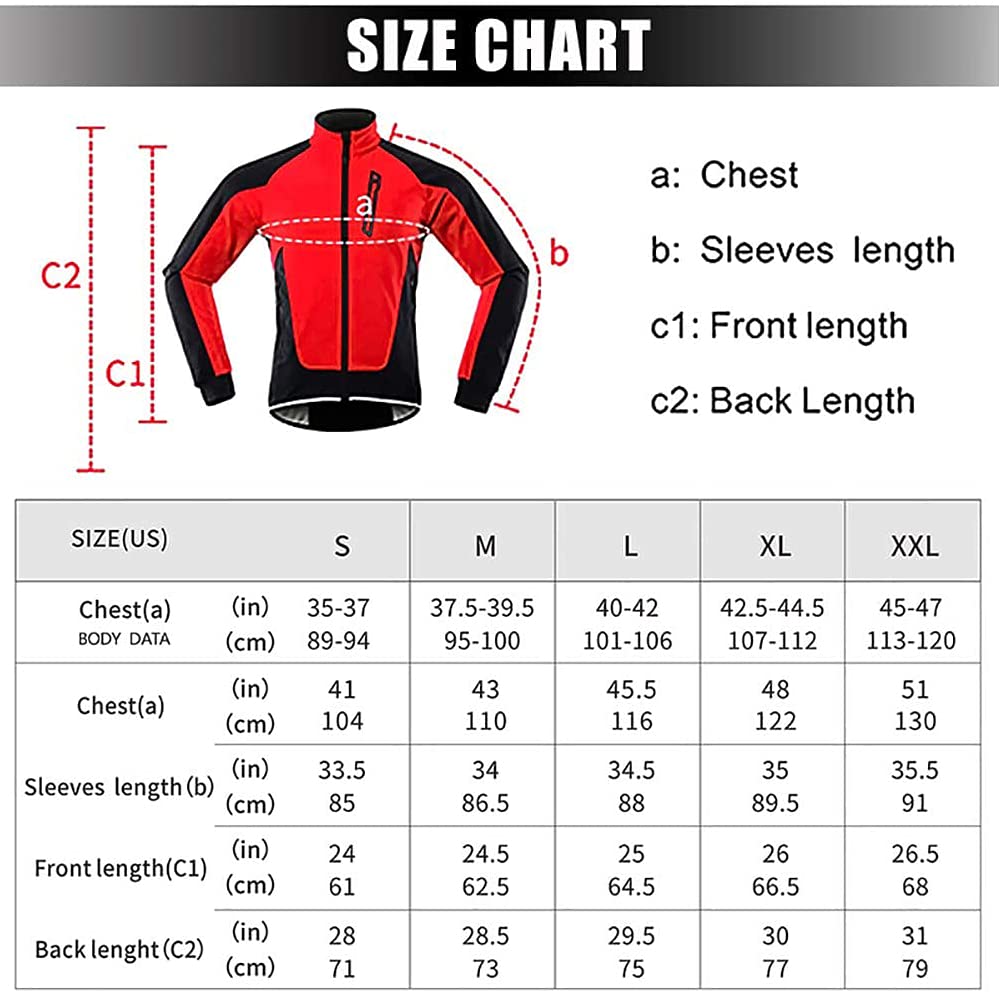 SIZE CHART
C2
C1
a
b
a: Chest
b: Sleeves length
c1: Front length
c2: Back Length
SIZE(US) S M L XL XXL
Chest(a) (in) 35-37 37.5-39.5 40-42 42.5-44.5 45-47
BODY DATA (cm) 89-94 95-100 101-106 107-112 113-120
Chest(a) (in) 41 43 45.5 48 51
(cm) 104 110 116 122 130
Sleeves length(b) (in) 33.5 34 34.5 35 35.5
(cm) 85 86.5 88 89.5 91
Front length(C1) (in) 24 24.5 25 26 26.5
(cm) 61 62.5 64.5 66.5 68
Back lenght(C2) (in) 28 28.5 29.5 30 31
(cm) 71 73 75 77 79